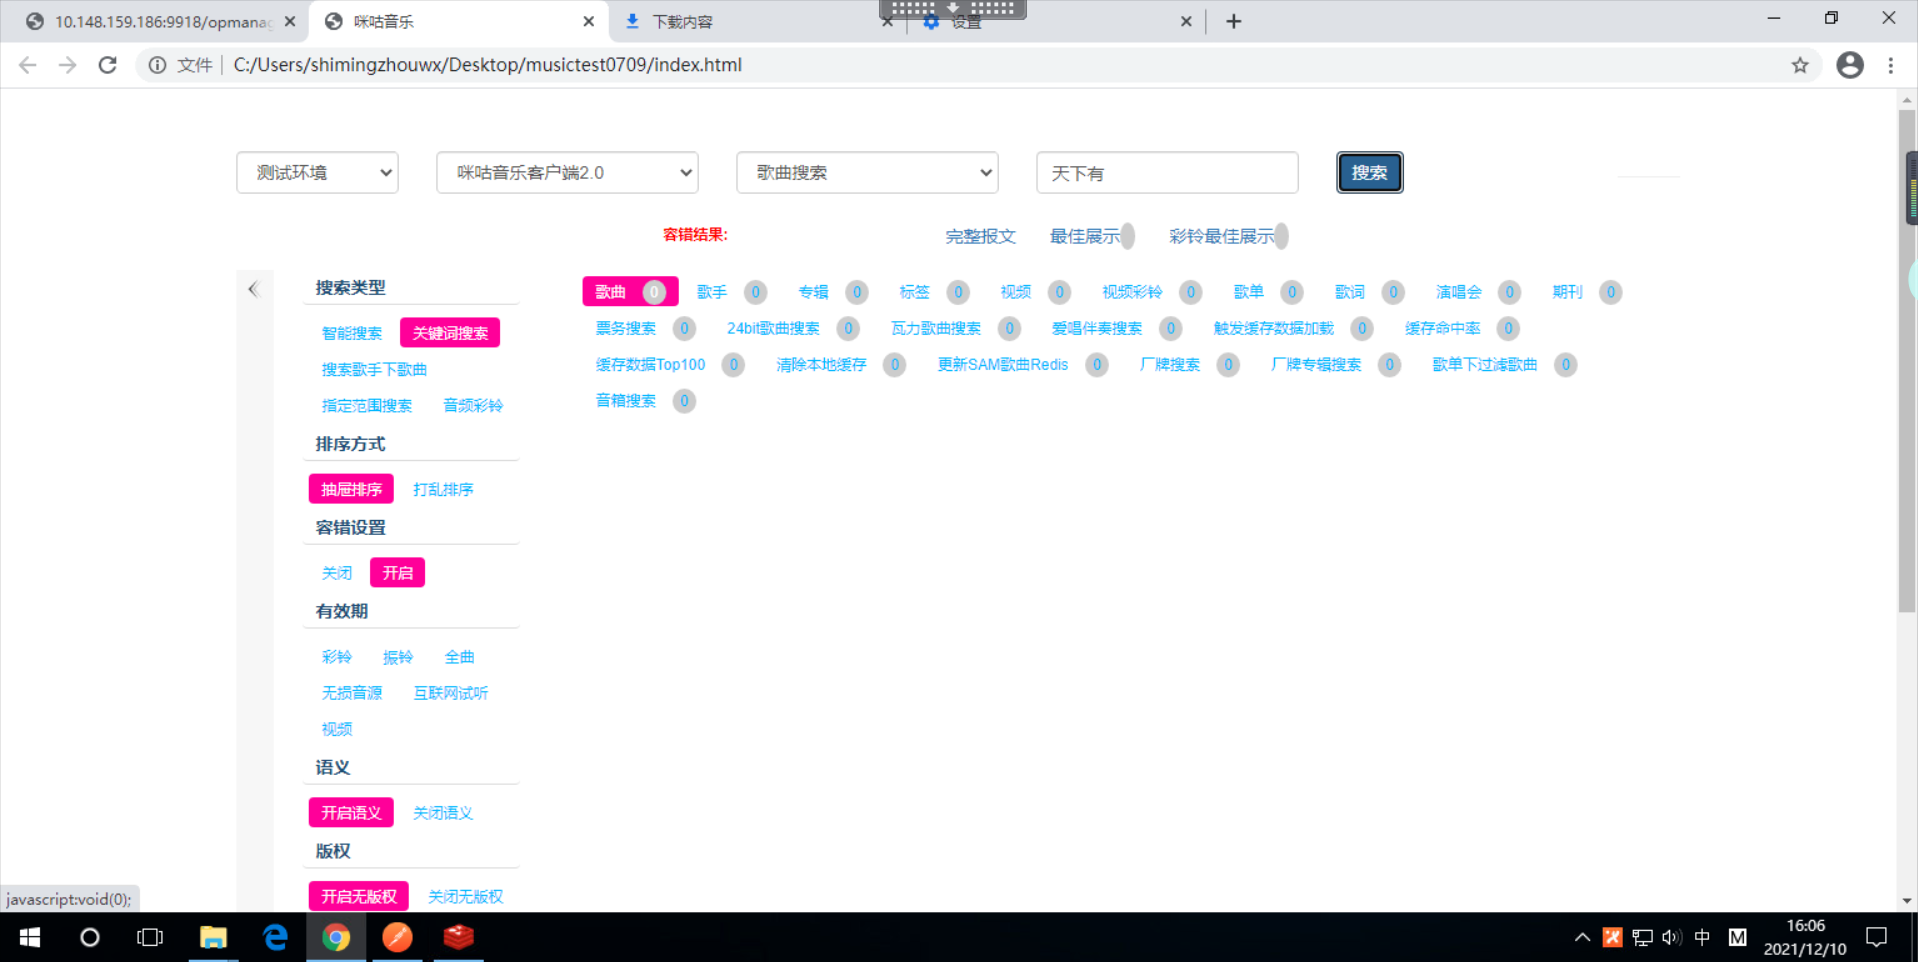 10.148.159.186:9918/opmanag
咪咕音乐
下载内容
设置
文件 C:/Users/shimingzhouwx/Desktop/musictest0709/index.html
测试环境 咪咕音乐客户端2.0 歌曲搜索 天下有 搜索
容错结果: 完整报文 最佳展示 彩铃最佳展示
搜索类型
智能搜索 关键词搜索
搜索歌手下歌曲
指定范围搜索 音频彩铃
排序方式
抽屉排序 打乱排序
容错设置
关闭 开启
有效期
彩铃 振铃 全曲
无损音源 互联网试听
视频
语义
开启语义 关闭语义
版权
开启无版权 关闭无版权
歌曲 0 歌手 0 专辑 0 标签 0 视频 0 视频彩铃 0 歌单 0 歌词 0 演唱会 0 期刊 0
票务搜索 0 24bit歌曲搜索 0 瓦力歌曲搜索 0 爱唱伴奏搜索 0 触发缓存数据加载 0 缓存命中率 0
缓存数据Top100 0 清除本地缓存 0 更新SAM歌曲Redis 0 厂牌搜索 0 厂牌专辑搜索 0 歌单下过滤歌曲 0
音箱搜索 0
javascript:void(0);
中 M
16:06
2021/12/10